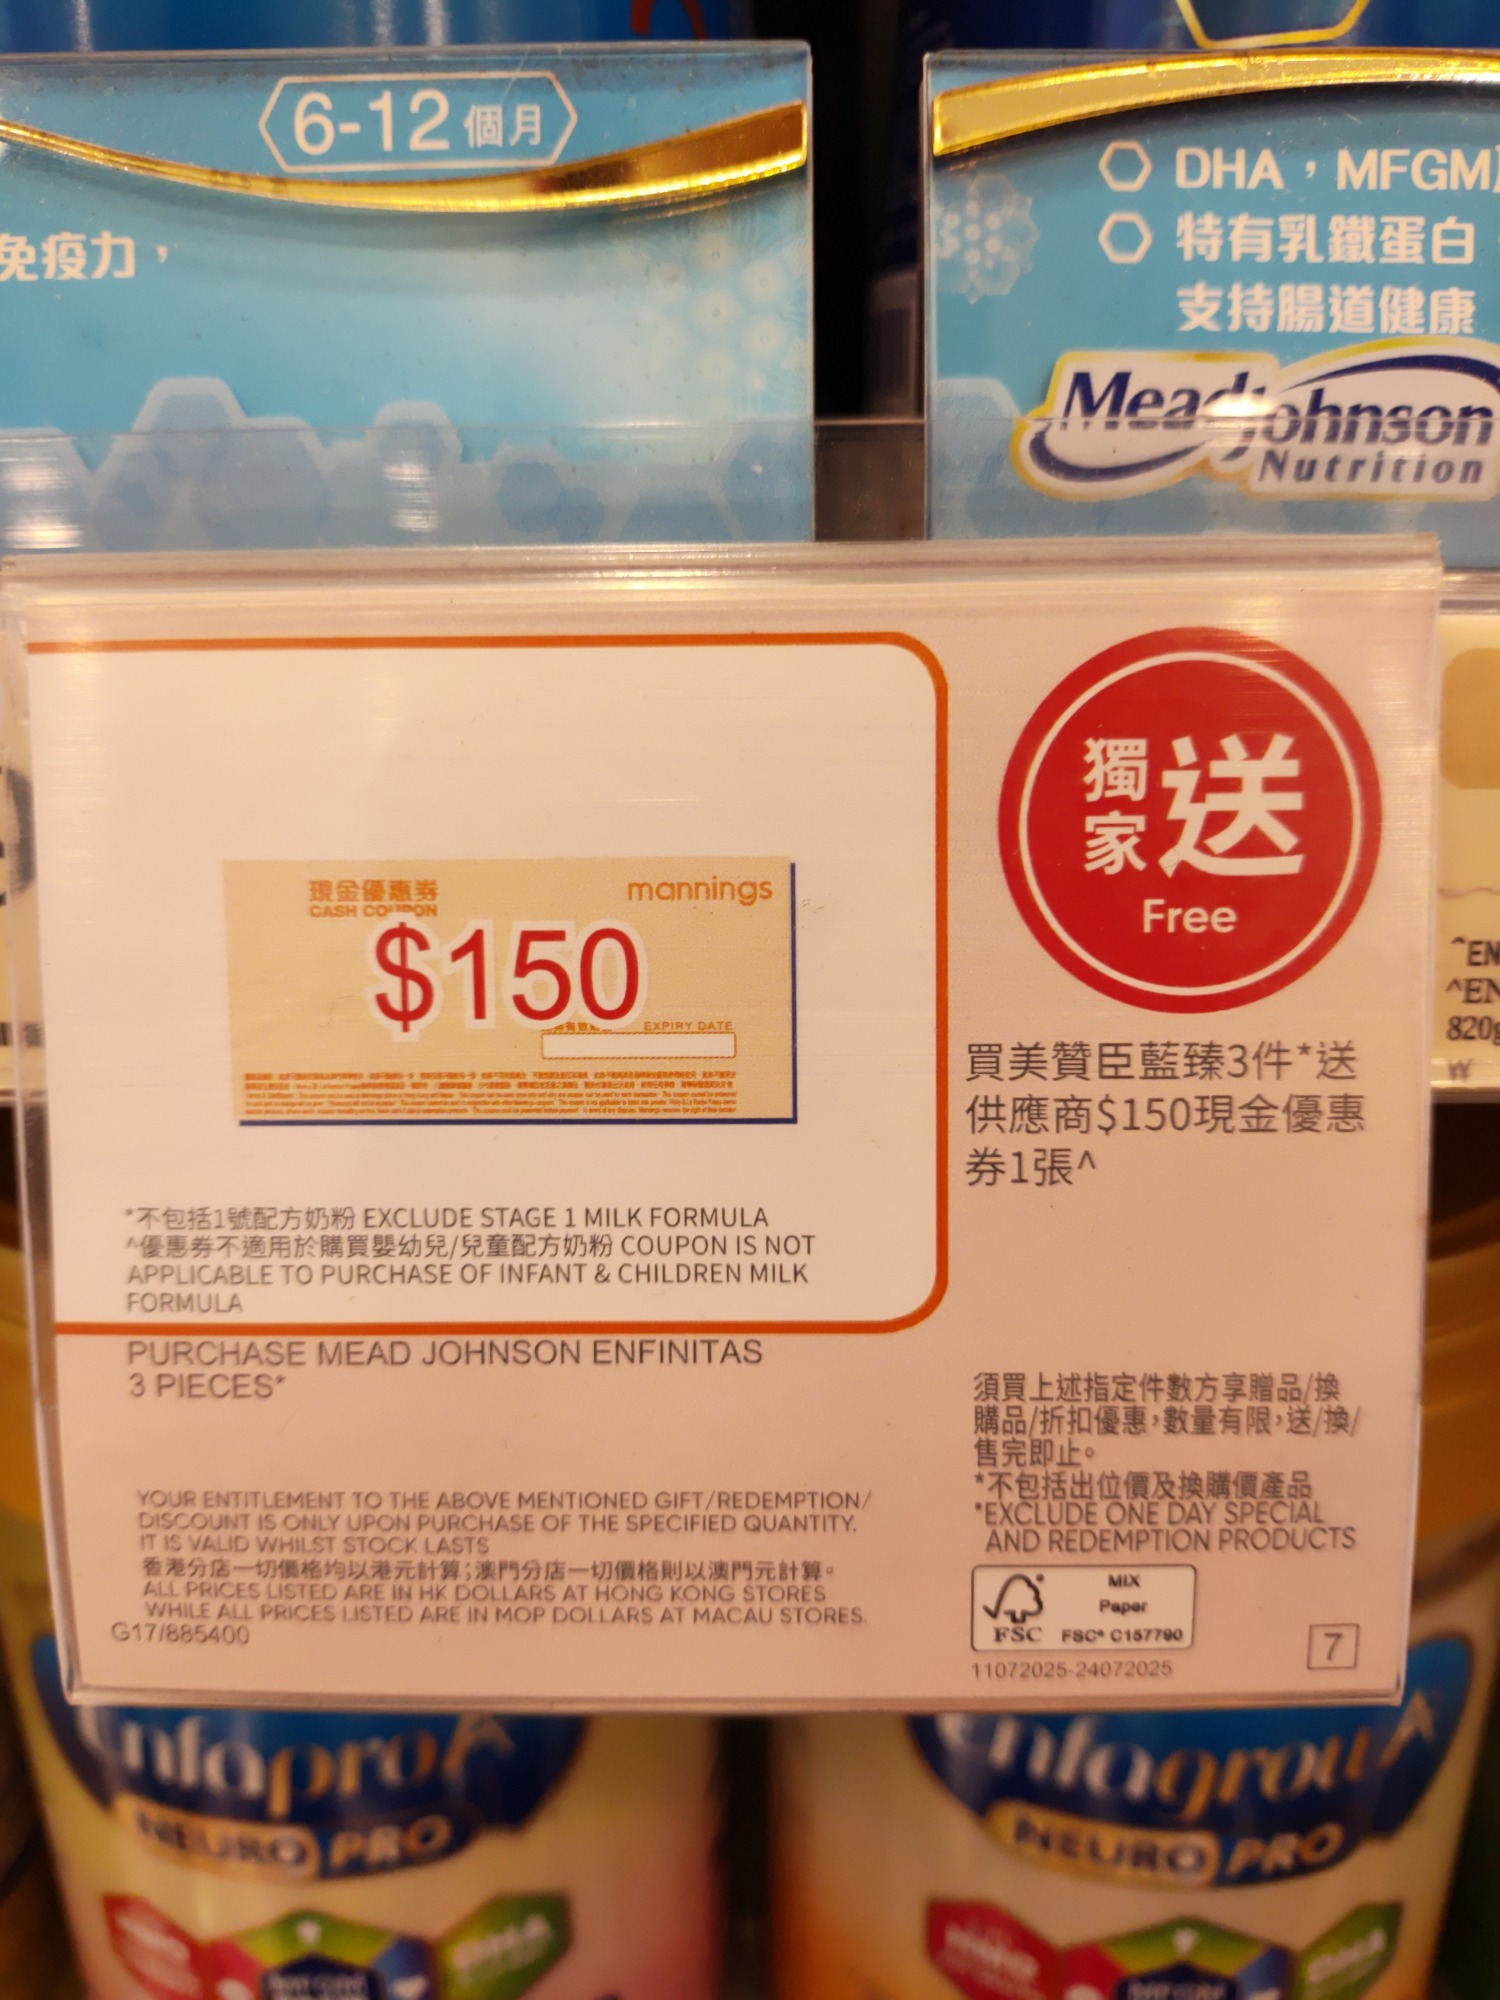 6-12個月
免疫力，
DHA，MFGM
特有乳鐵蛋白
支持腸道健康
MeadJohnson
Nutrition
獨家送
Free
現金優惠券
CASH COUPON
mannings
$150
EXPIRY DATE
買美贊臣藍臻3件*送
供應商$150現金優惠
券1張^
*不包括1號配方奶粉 EXCLUDE STAGE 1 MILK FORMULA
^優惠券不適用於購買嬰幼兒/兒童配方奶粉 COUPON IS NOT
APPLICABLE TO PURCHASE OF INFANT & CHILDREN MILK
FORMULA
PURCHASE MEAD JOHNSON ENFINITAS
3 PIECES*
須買上述指定件數方享贈品/換
購品/折扣優惠，數量有限，送/換/
售完即止。
*不包括出位價及換購價產品
*EXCLUDE ONE DAY SPECIAL
AND REDEMPTION PRODUCTS
YOUR ENTITLEMENT TO THE ABOVE MENTIONED GIFT/REDEMPTION/
DISCOUNT IS ONLY UPON PURCHASE OF THE SPECIFIED QUANTITY.
IT IS VALID WHILST STOCK LASTS
香港分店一切價格均以港元計算；澳門分店一切價格則以澳門元計算。
ALL PRICES LISTED ARE IN HK DOLLARS AT HONG KONG STORES
WHILE ALL PRICES LISTED ARE IN MOP DOLLARS AT MACAU STORES.
G17/885400
MIX
Paper
FSC FSC® C157790
11072025-24072025
7
^EN
^EN
820g
enfapro A+
NEURO PRO
enfagrow A+
NEURO PRO